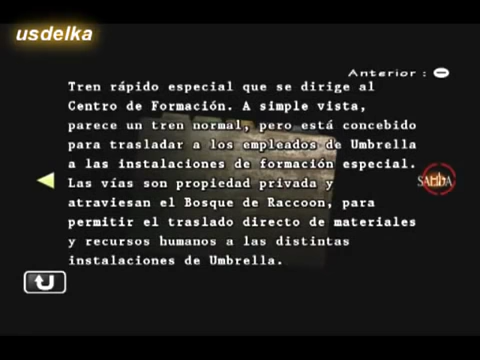 usdelka
Anterior : −
Tren rápido especial que se dirige al
Centro de Formación. A simple vista,
parece un tren normal, pero está concebido
para trasladar a los empleados de Umbrella
a las instalaciones de formación especial.
Las vías son propiedad privada y
atraviesan el Bosque de Raccoon, para
permitir el traslado directo de materiales
y recursos humanos a las distintas
instalaciones de Umbrella.
SALIDA